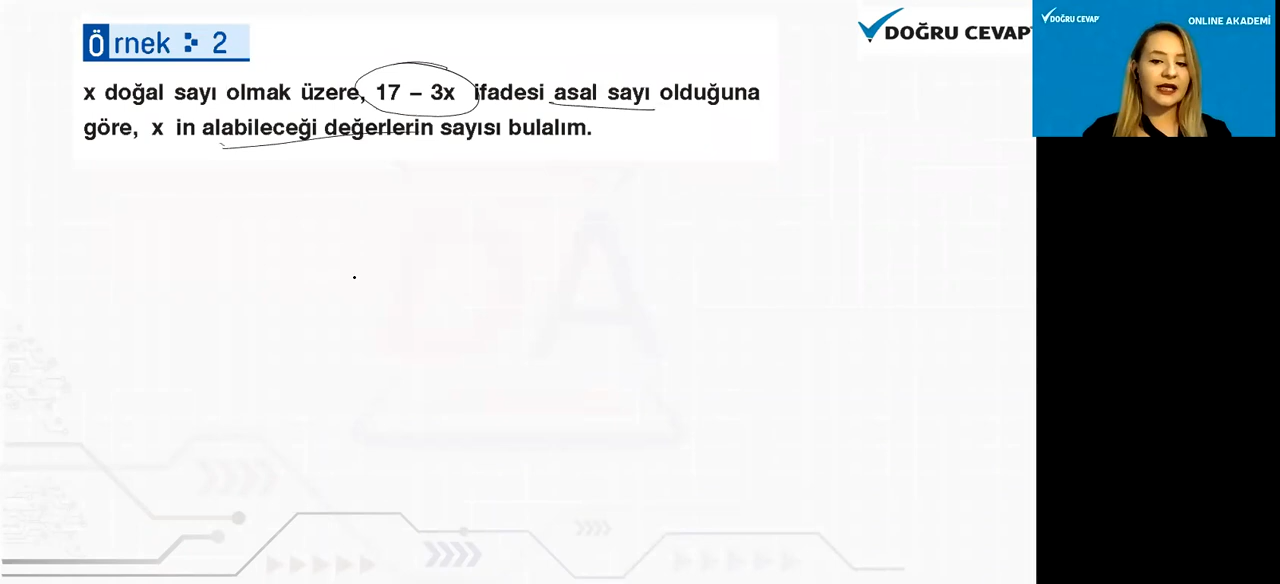 Örnek 2
DOĞRU CEVAP
DOĞRU CEVAP
ONLINE AKADEMİ
x doğal sayı olmak üzere, 17 – 3x ifadesi asal sayı olduğuna
göre, x in alabileceği değerlerin sayısı bulalım.